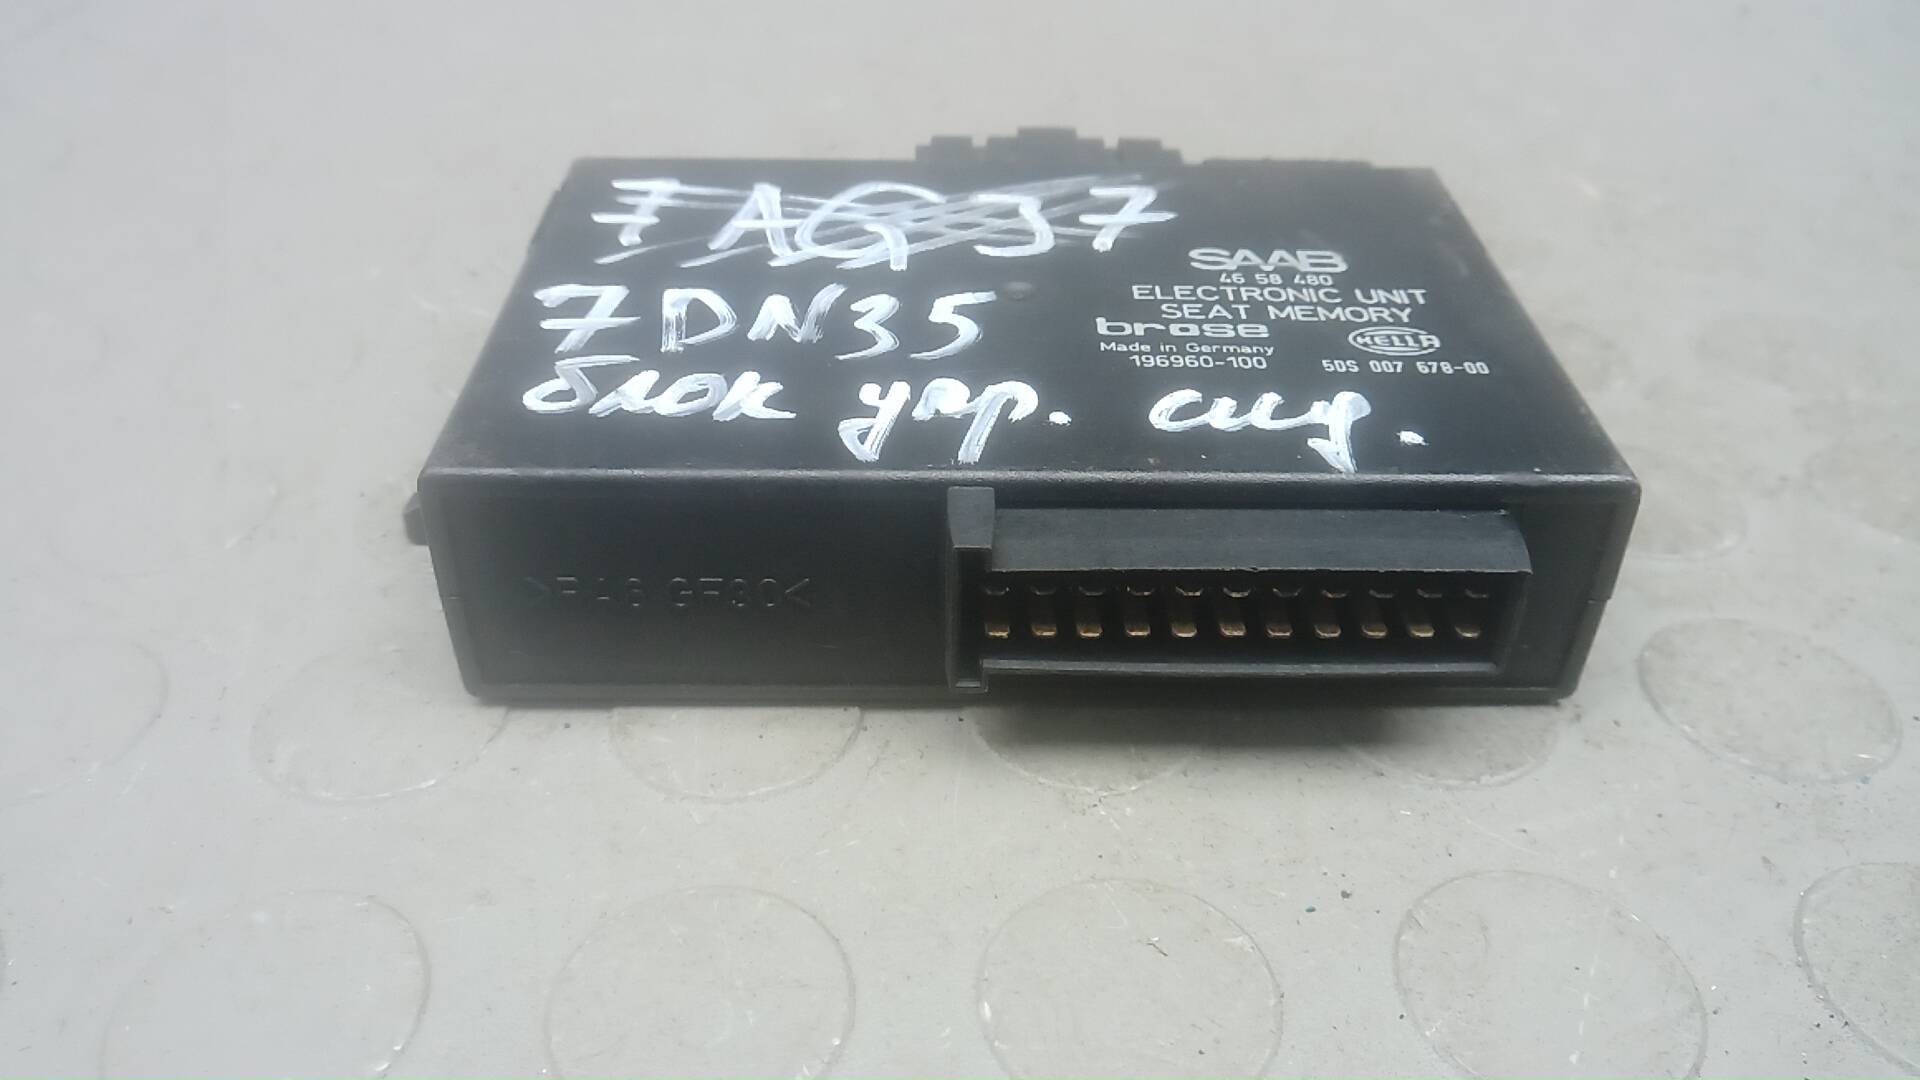 7AGJ7
7DN35
блок упр. сид.
SAAB
46 58 480
ELECTRONIC UNIT
SEAT MEMORY
brose
HELLA
Made in Germany
196960-100
5DS 007 678-00
>PA6 GF30<